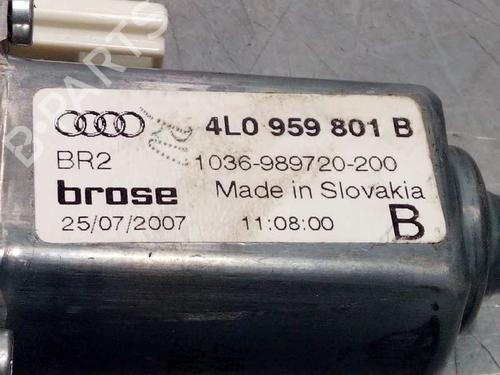 4L0 959 801 B
BR2 1036-989720-200
brose Made in Slovakia
25/07/2007 11:08:00 B
B-PARTS